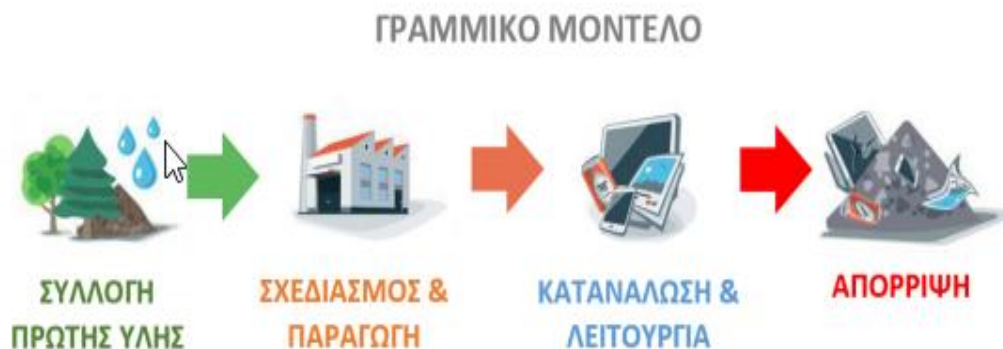 ΓΡΑΜΜΙΚΟ ΜΟΝΤΕΛΟ
ΣΥΛΛΟΓΗ
ΠΡΩΤΗΣ ΥΛΗΣ
ΣΧΕΔΙΑΣΜΟΣ &
ΠΑΡΑΓΩΓΗ
ΚΑΤΑΝΑΛΩΣΗ &
ΛΕΙΤΟΥΡΓΙΑ
ΑΠΟΡΡΙΨΗ